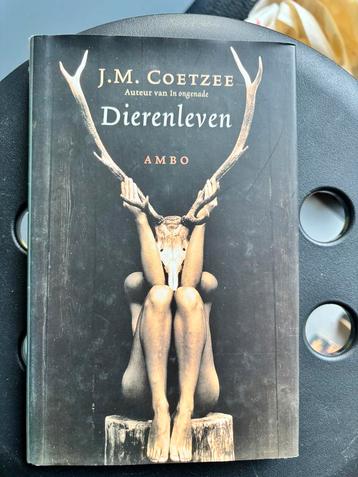 J.M. COETZEE
Auteur van In ongenade
Dierenleven
AMBO